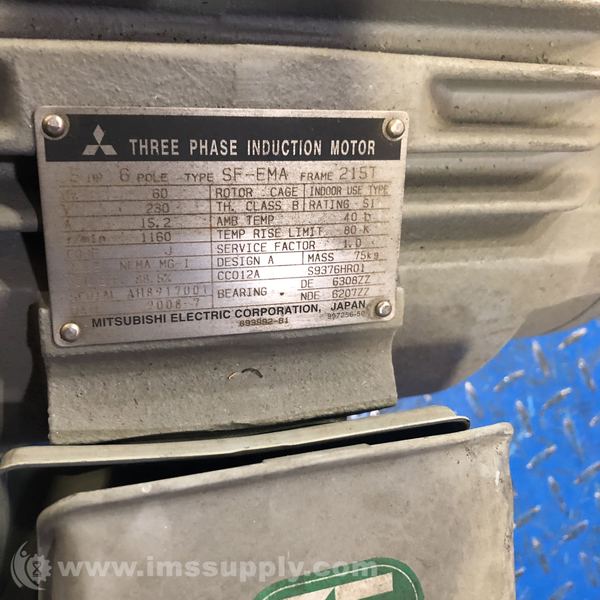 THREE PHASE INDUCTION MOTOR
HP 6 POLE TYPE SF-EMA FRAME 215T
60 ROTOR CAGE INDOOR USE TYPE
230 TH. CLASS B RATING S1
15.2 AMB TEMP 40
1160 TEMP RISE LIMIT 80 K
J SERVICE FACTOR 1.0
NEMA MG-1 DESIGN A MASS 75kg
CC012A S9376HR01
BEARING DE 6308ZZ
2008-7 NDE 6207ZZ
MITSUBISHI ELECTRIC CORPORATION, JAPAN
www.imssupply.com